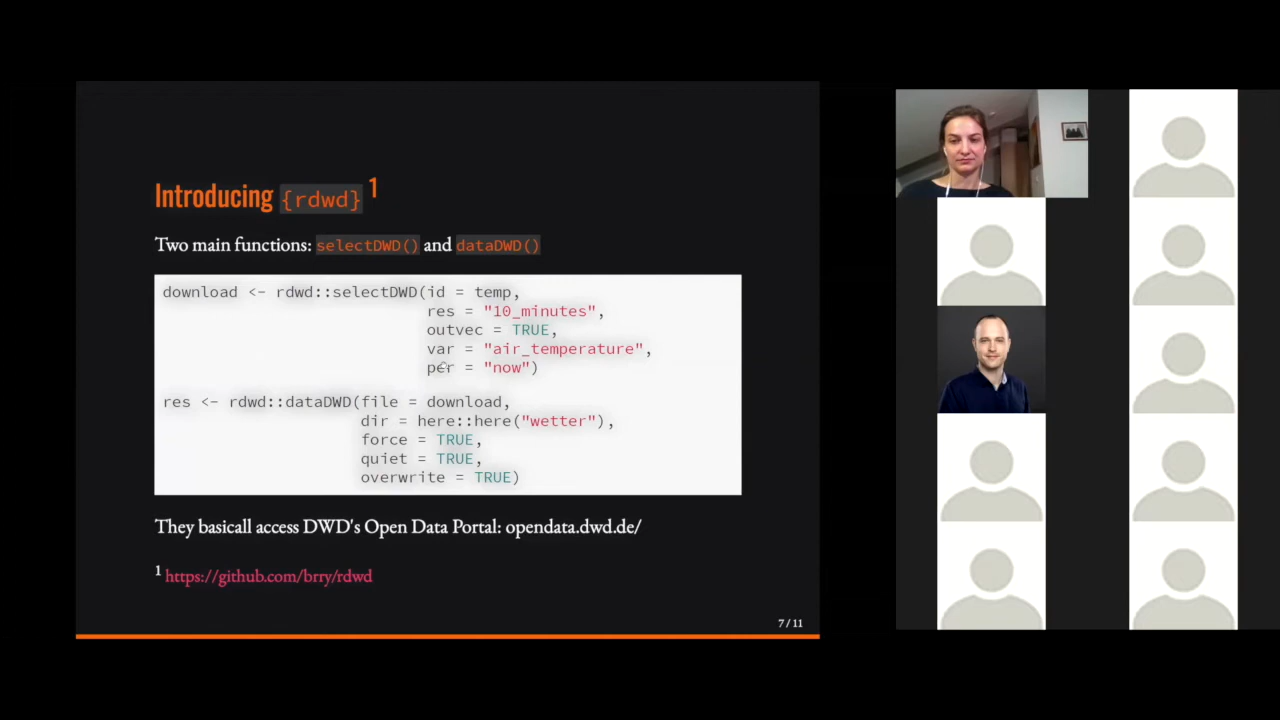 Introducing {rdwd} 1
Two main functions: selectDWD() and dataDWD()
download <- rdwd::selectDWD(id = temp,
res = "10_minutes",
outvec = TRUE,
var = "air_temperature",
per = "now")
res <- rdwd::dataDWD(file = download,
dir = here::here("wetter"),
force = TRUE,
quiet = TRUE,
overwrite = TRUE)
They basicall access DWD's Open Data Portal: opendata.dwd.de/
1 https://github.com/brry/rdwd
7 / 11